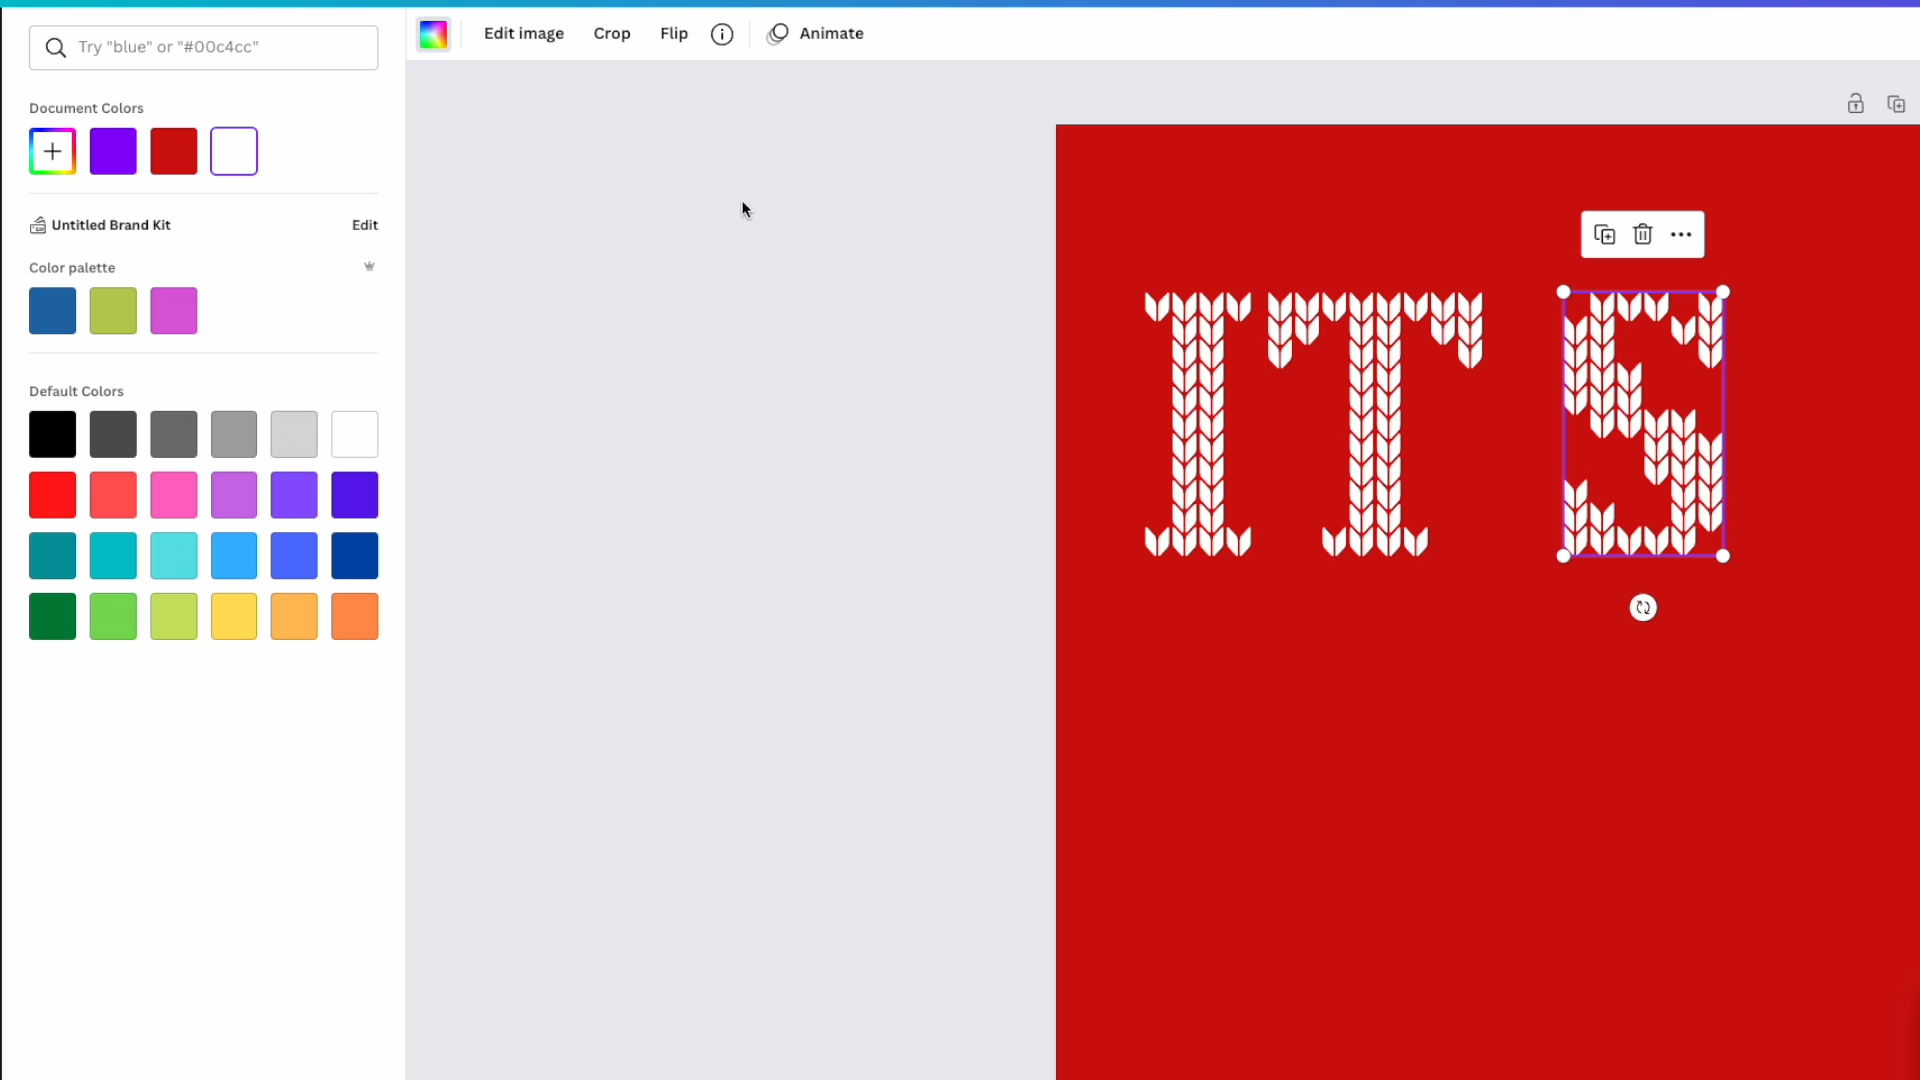 Try "blue" or "#00c4cc"
Edit image Crop Flip Animate
Document Colors
Untitled Brand Kit Edit
Color palette
Default Colors
ITS